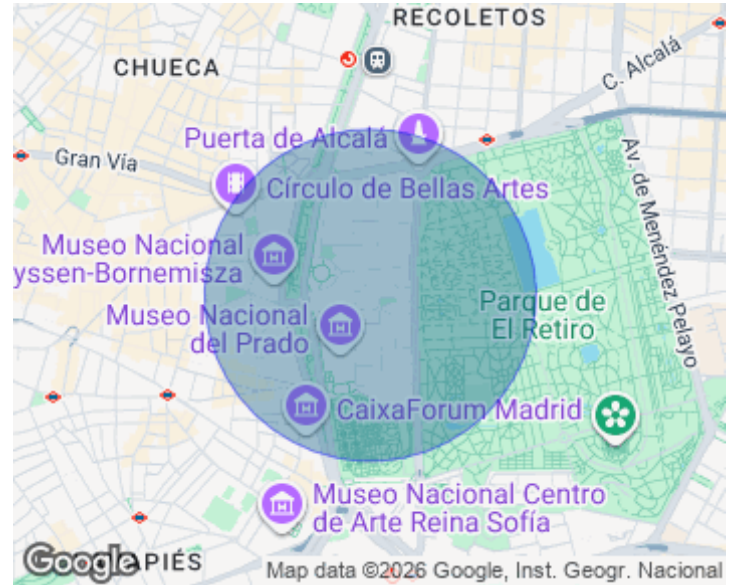 RECOLETOS
CHUECA
C. Alcalá
Puerta de Alcalá
Gran Vía
Círculo de Bellas Artes
Av. de Menéndez Pelayo
Museo Nacional
yssen-Bornemisza
Museo Nacional
del Prado
Parque de
El Retiro
CaixaForum Madrid
Museo Nacional Centro
de Arte Reina Sofía
APIÉS
Google
Map data ©2026 Google, Inst. Geogr. Nacional